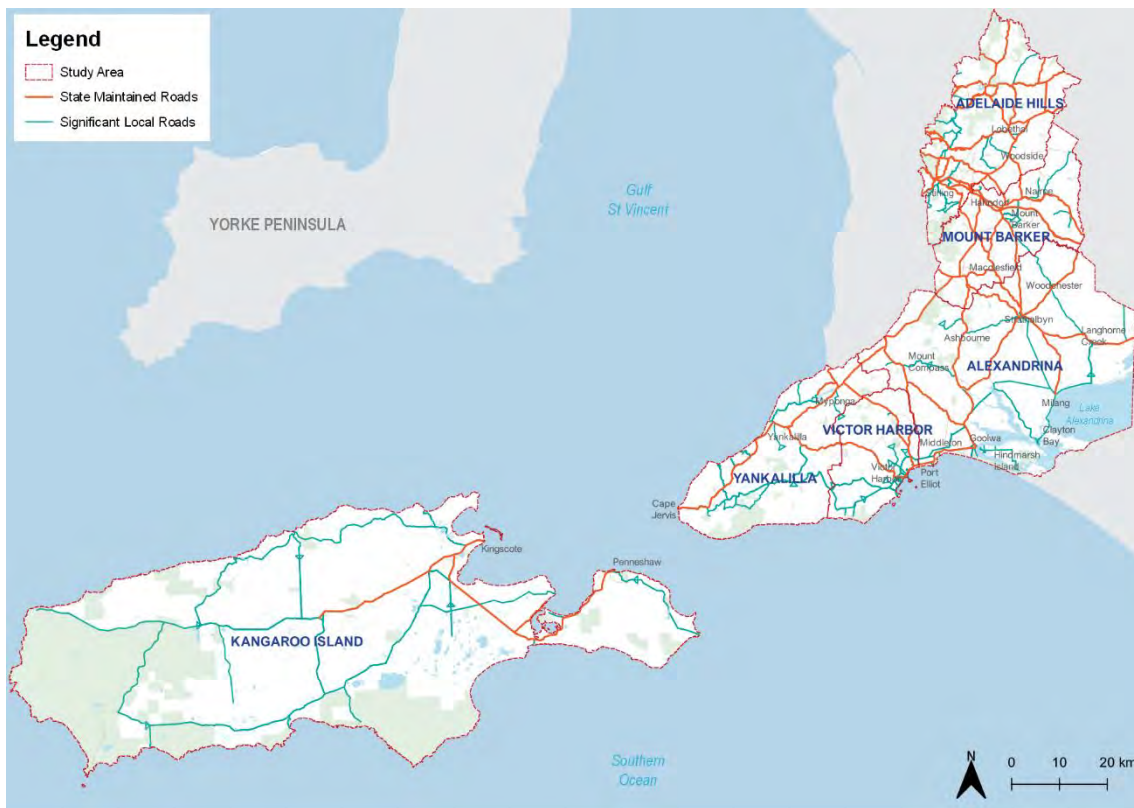 Legend
Study Area
State Maintained Roads
Significant Local Roads
YORKE PENINSULA
Gulf
St Vincent
ADELAIDE HILLS
Lobethal
Woodside
Stirling
Hahndorf
Nairne
Mount
Barker
MOUNT BARKER
Macclesfield
Woodchester
Strathalbyn
Ashbourne
Langhorne
Creek
Mount
Compass
ALEXANDRINA
Myponga
Milang
Lake
Alexandrina
VICTOR HARBOR
Yankalilla
Middleton
Goolwa
Clayton
Bay
Hindmarsh
Island
Victor
Harbor
Port
Elliot
YANKALILLA
Cape
Jervis
Kingscote
Penneshaw
KANGAROO ISLAND
Southern
Ocean
N
0 10 20 km